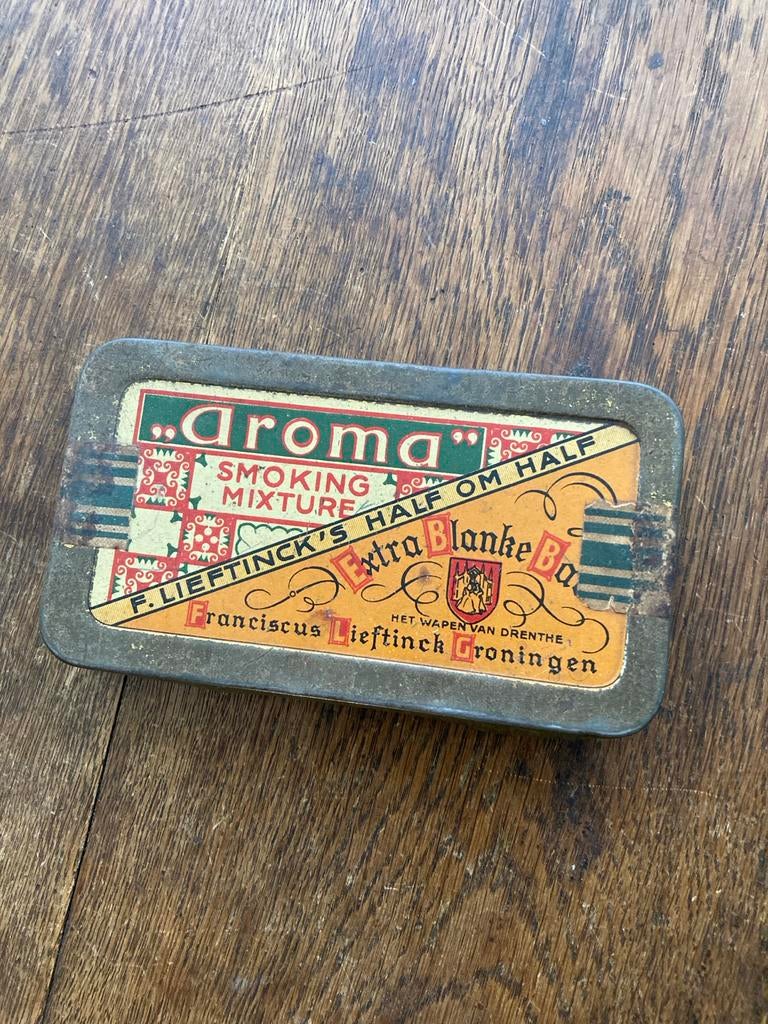 „aroma”
SMOKING
MIXTURE
F. LIEFTINCK'S HALF OM HALF
Extra Blanke
HET WAPEN VAN DRENTHE
Franciscus Lieftinck Groningen